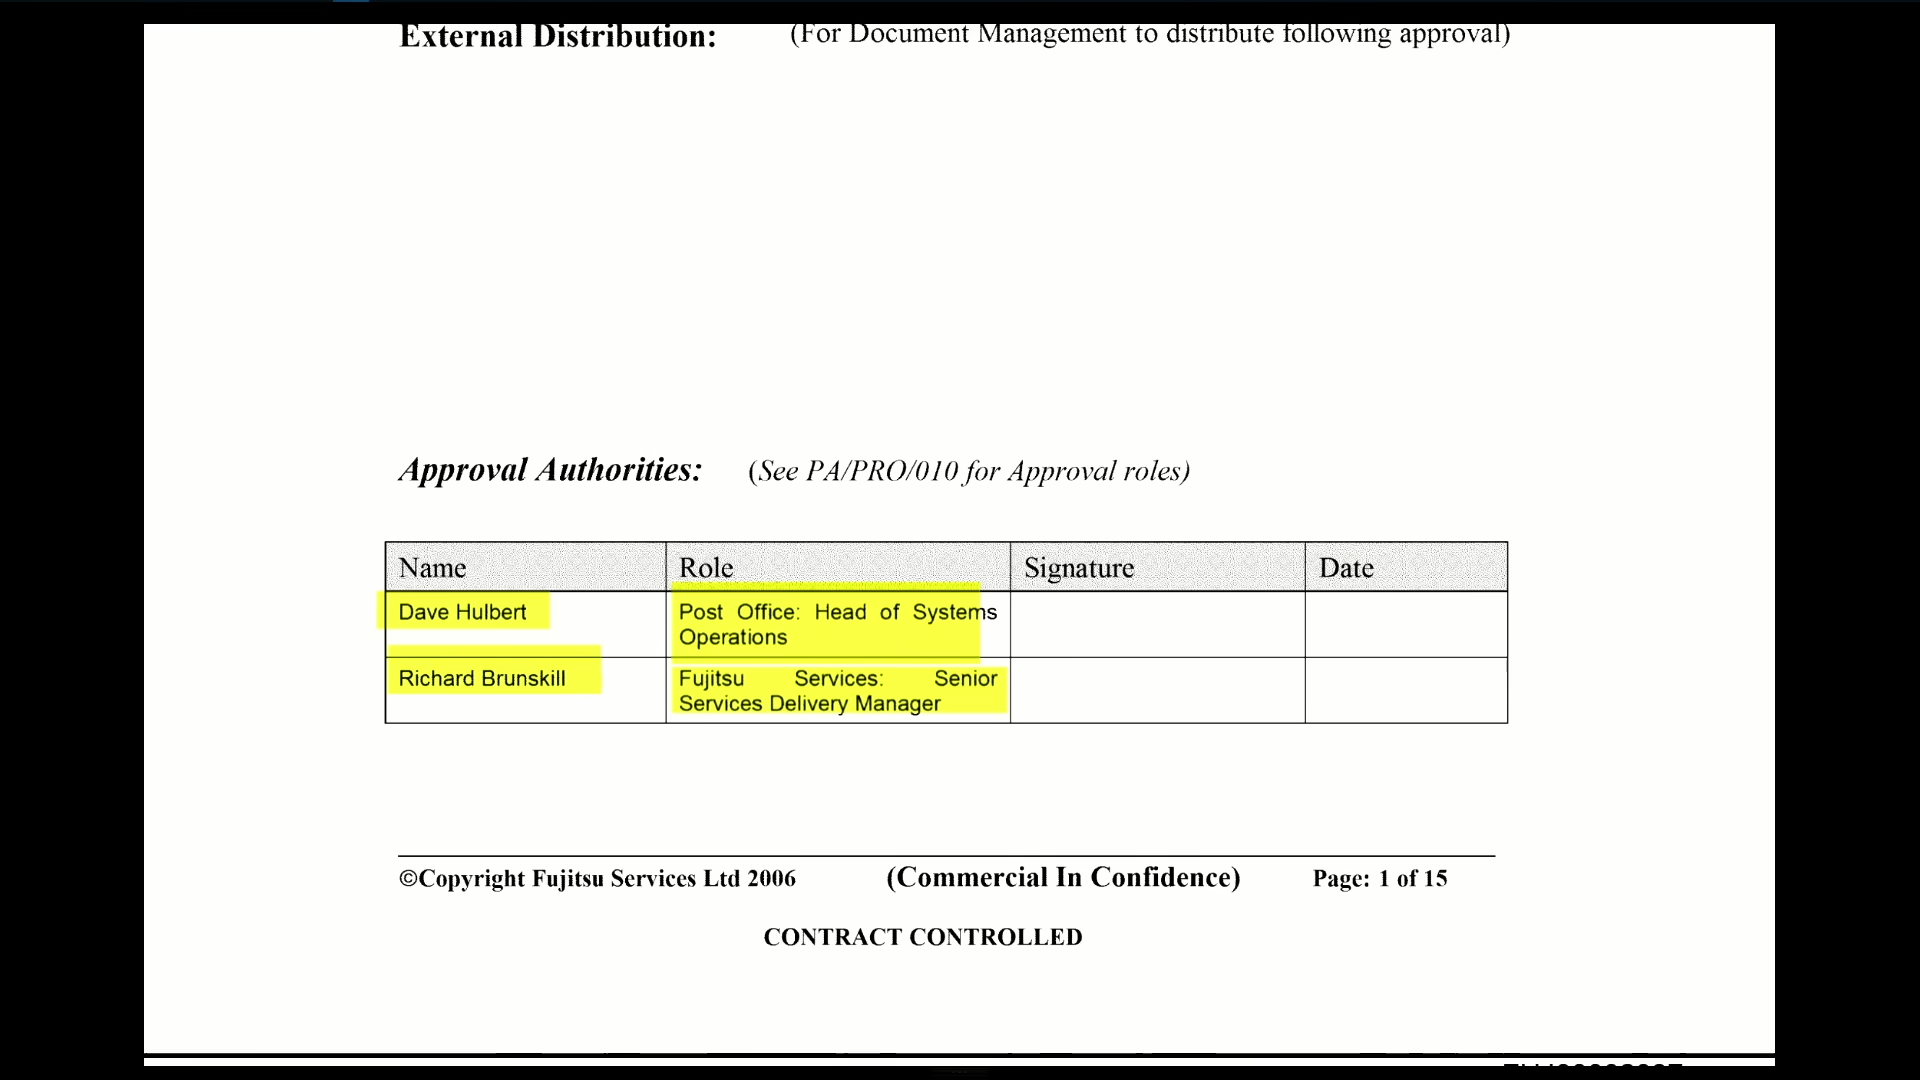 External Distribution: (For Document Management to distribute following approval)
Approval Authorities: (See PA/PRO/010 for Approval roles)
Name Role Signature Date
Dave Hulbert Post Office: Head of Systems
Operations
Richard Brunskill Fujitsu Services: Senior
Services Delivery Manager
©Copyright Fujitsu Services Ltd 2006 (Commercial In Confidence) Page: 1 of 15
CONTRACT CONTROLLED